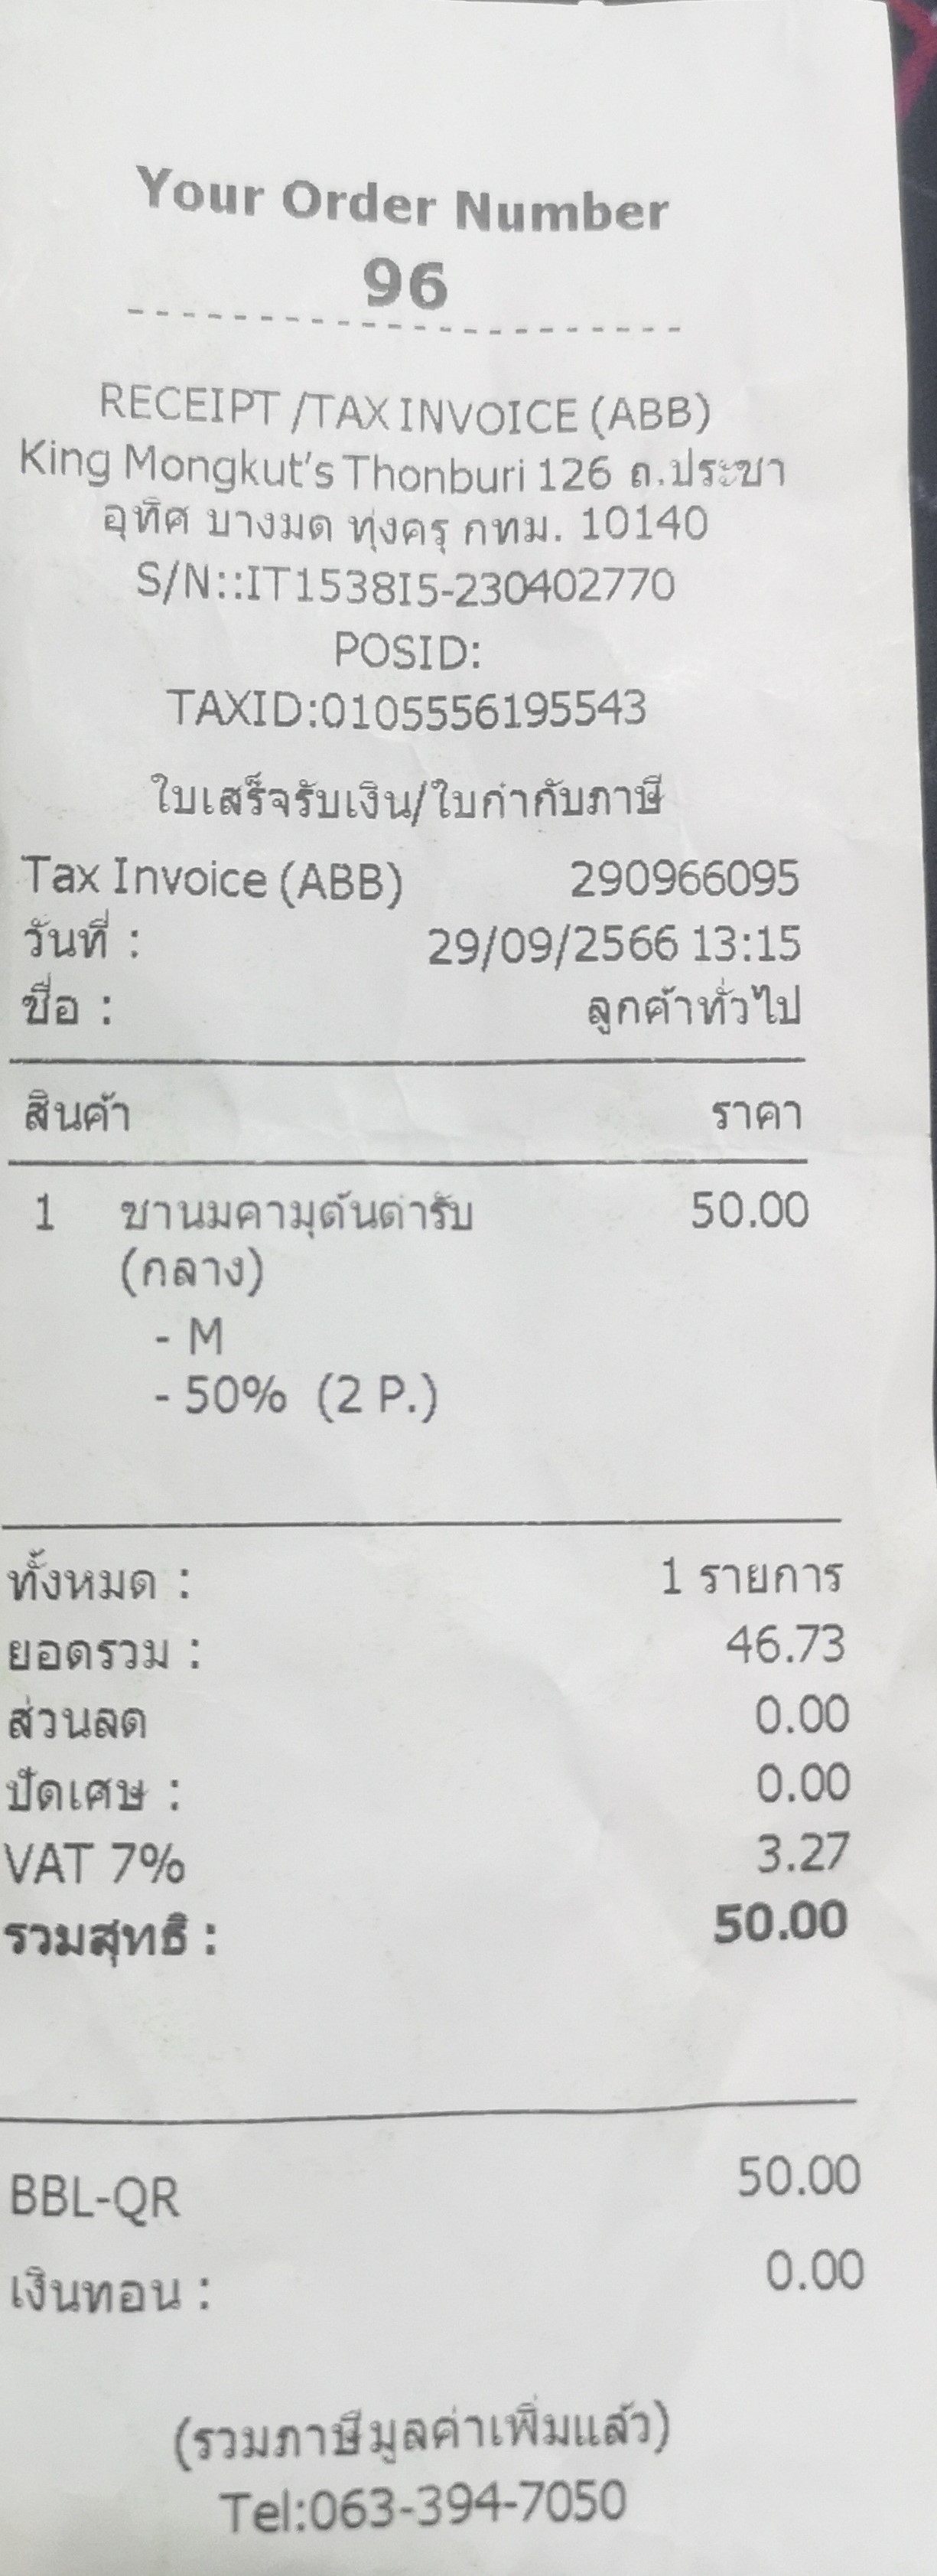 Your Order Number
96
RECEIPT /TAX INVOICE (ABB)
King Mongkut's Thonburi 126 ถ.ประชา
อุทิศ บางมด ทุ่งครุ กทม. 10140
S/N::IT1538I5-230402770
POSID:
TAXID:0105556195543
ใบเสร็จรับเงิน/ใบกำกับภาษี
Tax Invoice (ABB) 290966095
วันที่ : 29/09/2566 13:15
ชื่อ : ลูกค้าทั่วไป
สินค้า ราคา
1 ชานมคามุต้นตำรับ 50.00
(กลาง)
- M
- 50% (2 P.)
ทั้งหมด : 1 รายการ
ยอดรวม : 46.73
ส่วนลด 0.00
ปัดเศษ : 0.00
VAT 7% 3.27
รวมสุทธิ : 50.00
BBL-QR 50.00
เงินทอน : 0.00
(รวมภาษีมูลค่าเพิ่มแล้ว)
Tel:063-394-7050